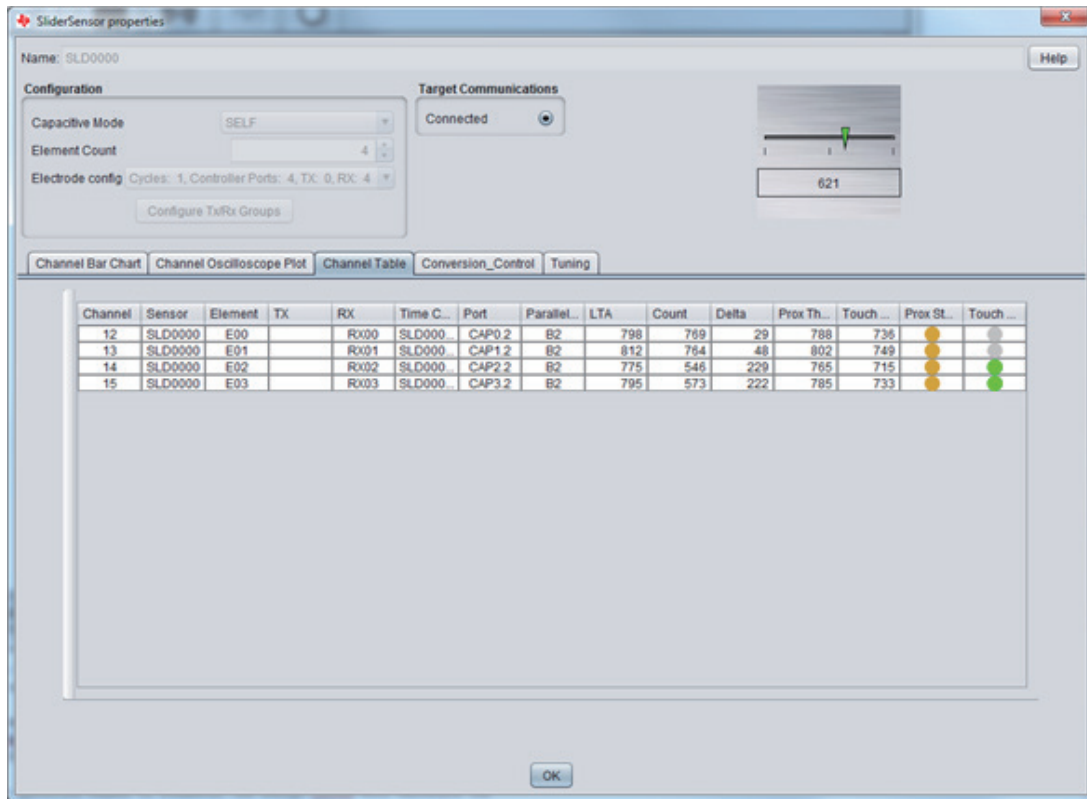 SliderSensor properties
Name: SLD0000 Help
Configuration Target Communications
Capacitive Mode SELF Connected
Element Count 4
Electrode config Cycles: 1, Controller Ports: 4, TX: 0, RX: 4
621
Configure Tx/Rx Groups
Channel Bar Chart Channel Oscilloscope Plot Channel Table Conversion_Control Tuning
Channel Sensor Element TX RX Time C... Port Parallel... LTA Count Delta Prox Th... Touch ... Prox St... Touch ...
12 SLD0000 E00 RX00 SLD000... CAP0.2 B2 798 769 29 788 736
13 SLD0000 E01 RX01 SLD000... CAP1.2 B2 812 764 48 802 749
14 SLD0000 E02 RX02 SLD000... CAP2.2 B2 775 546 229 765 715
15 SLD0000 E03 RX03 SLD000... CAP3.2 B2 795 573 222 785 733
OK